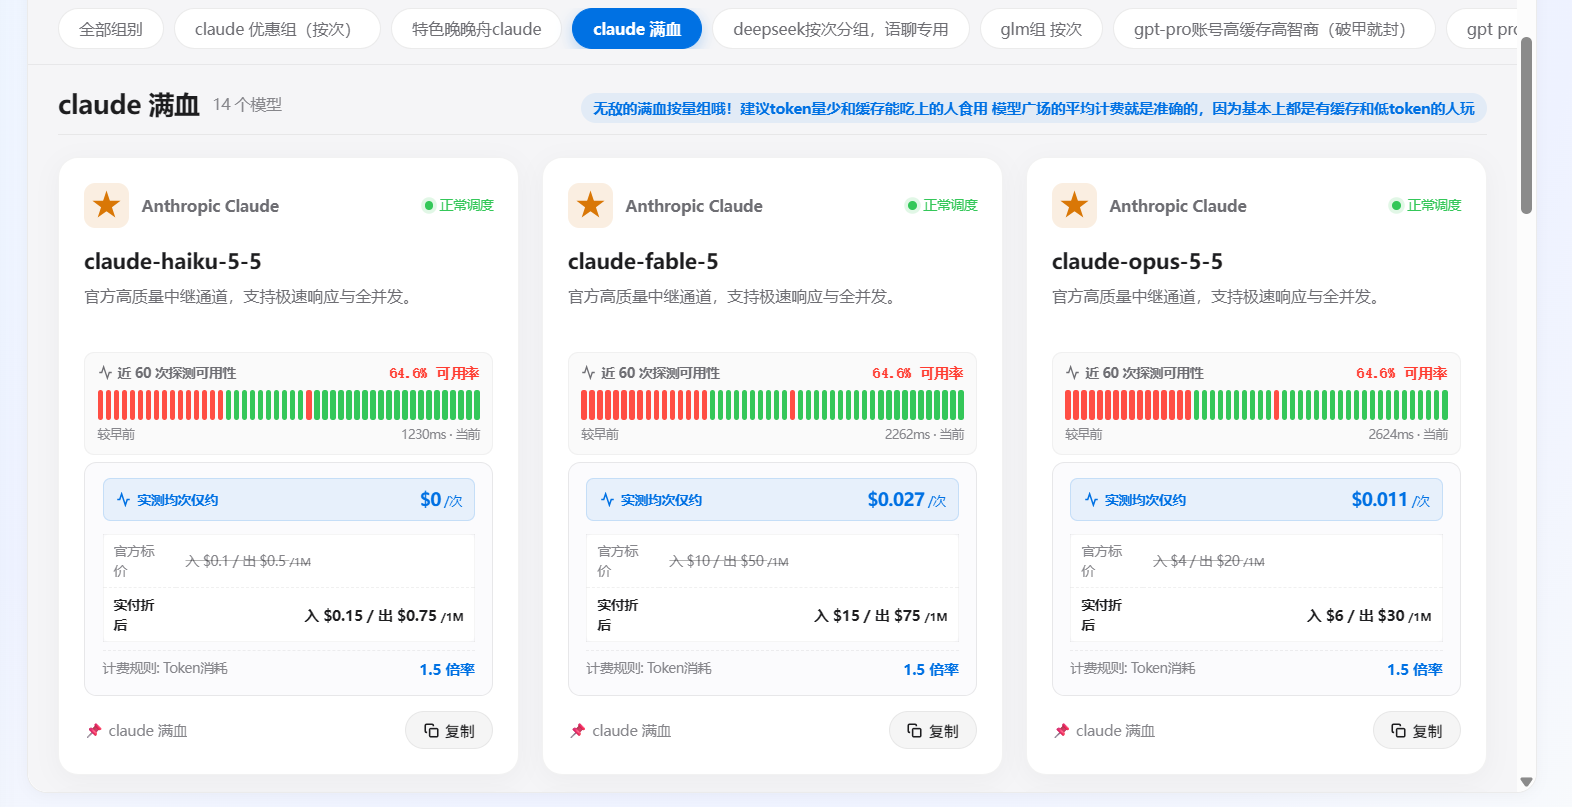 全部组别
claude 优惠组（按次）
特色晚晚舟claude
claude 满血
deepseek按次分组，语聊专用
glm组 按次
gpt-pro账号高缓存高智商（破甲就封）
gpt pro
claude 满血 14 个模型
无敌的满血按量组哦！建议token量少和缓存能吃上的人食用 模型广场的平均计费就是准确的，因为基本上都是有缓存和低token的人玩
Anthropic Claude
正常调度
claude-haiku-5-5
官方高质量中继通道，支持极速响应与全并发。
近 60 次探测可用性
64.6% 可用率
较早前
1230ms · 当前
实测均次仅约
$0 /次
官方标
价
入 $0.1 / 出 $0.5 /1M
实付折
后
入 $0.15 / 出 $0.75 /1M
计费规则: Token消耗
1.5 倍率
claude 满血
复制
Anthropic Claude
正常调度
claude-fable-5
官方高质量中继通道，支持极速响应与全并发。
近 60 次探测可用性
64.6% 可用率
较早前
2262ms · 当前
实测均次仅约
$0.027 /次
官方标
价
入 $10 / 出 $50 /1M
实付折
后
入 $15 / 出 $75 /1M
计费规则: Token消耗
1.5 倍率
claude 满血
复制
Anthropic Claude
正常调度
claude-opus-5-5
官方高质量中继通道，支持极速响应与全并发。
近 60 次探测可用性
64.6% 可用率
较早前
2624ms · 当前
实测均次仅约
$0.011 /次
官方标
价
入 $4 / 出 $20 /1M
实付折
后
入 $6 / 出 $30 /1M
计费规则: Token消耗
1.5 倍率
claude 满血
复制